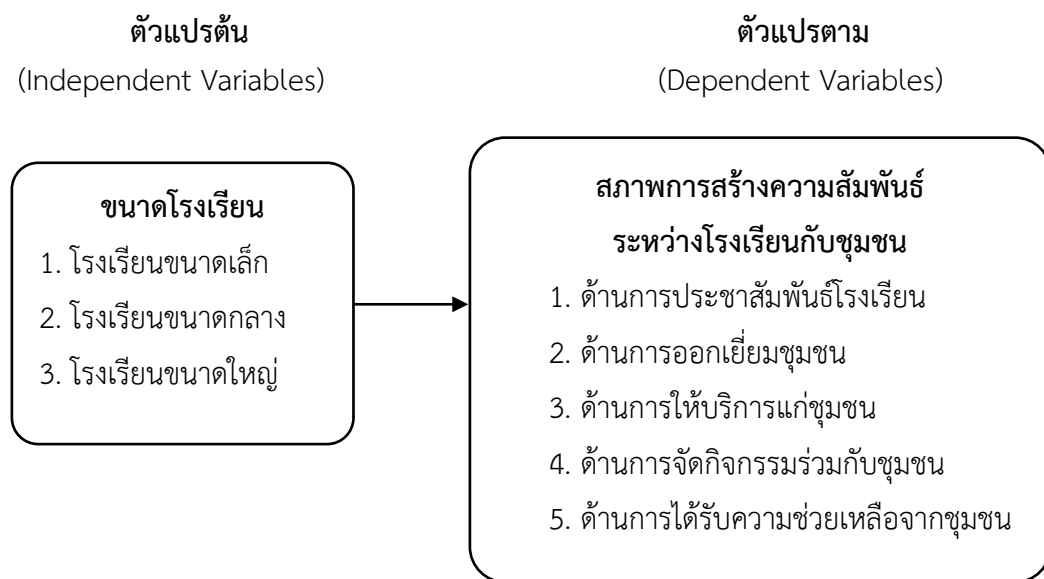 ตัวแปรต้น
(Independent Variables)
ตัวแปรตาม
(Dependent Variables)
ขนาดโรงเรียน
1. โรงเรียนขนาดเล็ก
2. โรงเรียนขนาดกลาง
3. โรงเรียนขนาดใหญ่
สภาพการสร้างความสัมพันธ์
ระหว่างโรงเรียนกับชุมชน
1. ด้านการประชาสัมพันธ์โรงเรียน
2. ด้านการออกเยี่ยมชุมชน
3. ด้านการให้บริการแก่ชุมชน
4. ด้านการจัดกิจกรรมร่วมกับชุมชน
5. ด้านการได้รับความช่วยเหลือจากชุมชน